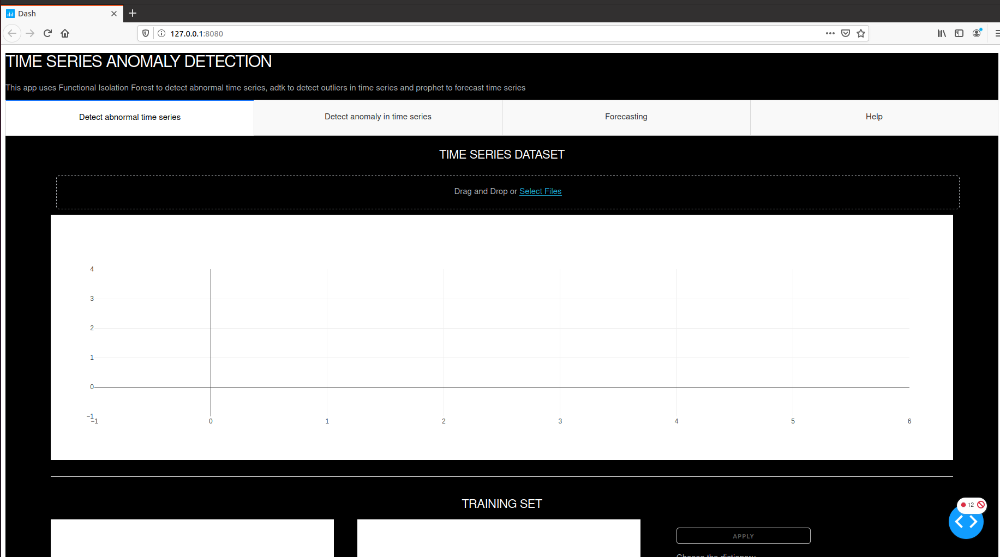 Dash
127.0.0.1:8080
TIME SERIES ANOMALY DETECTION
This app uses Functional Isolation Forest to detect abnormal time series, adtk to detect outliers in time series and prophet to forecast time series
Detect abnormal time series
Detect anomaly in time series
Forecasting
Help
TIME SERIES DATASET
Drag and Drop or Select Files
4
3
2
1
0
−1
−1 0 1 2 3 4 5 6
TRAINING SET
12
APPLY
Choose the dictionary